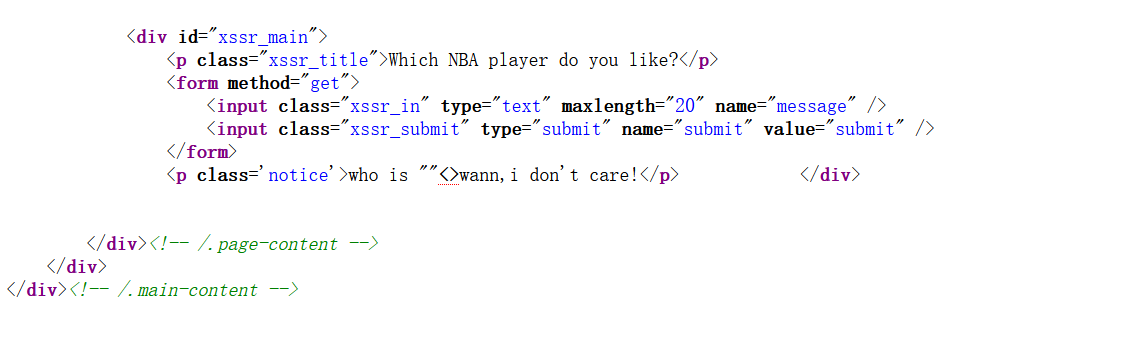 <div id="xssr_main">
<p class="xssr_title">Which NBA player do you like?</p>
<form method="get">
<input class="xssr_in" type="text" maxlength="20" name="message" />
<input class="xssr_submit" type="submit" name="submit" value="submit" />
</form>
<p class='notice'>who is ""<>wann,i don't care!</p> </div>
</div><!-- /.page-content -->
</div>
</div><!-- /.main-content -->